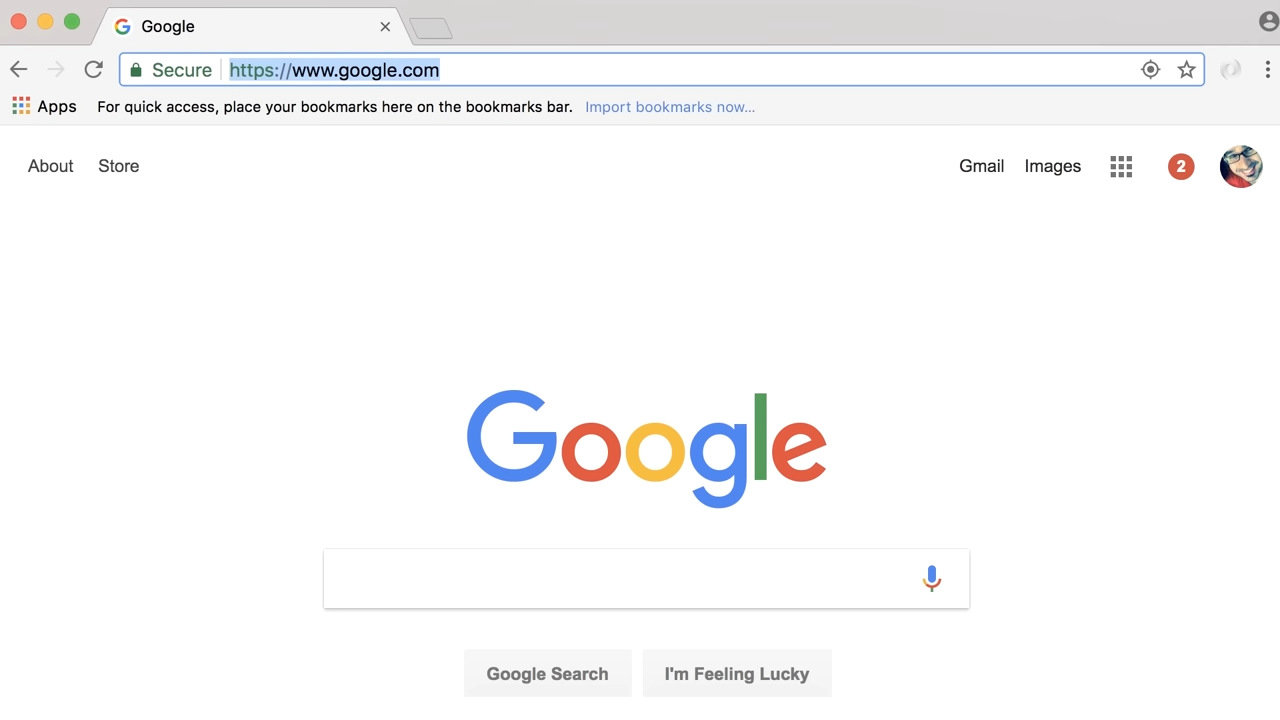 Google
Secure https://www.google.com
Apps For quick access, place your bookmarks here on the bookmarks bar. Import bookmarks now...
About Store Gmail Images 2
Google
Google Search I'm Feeling Lucky